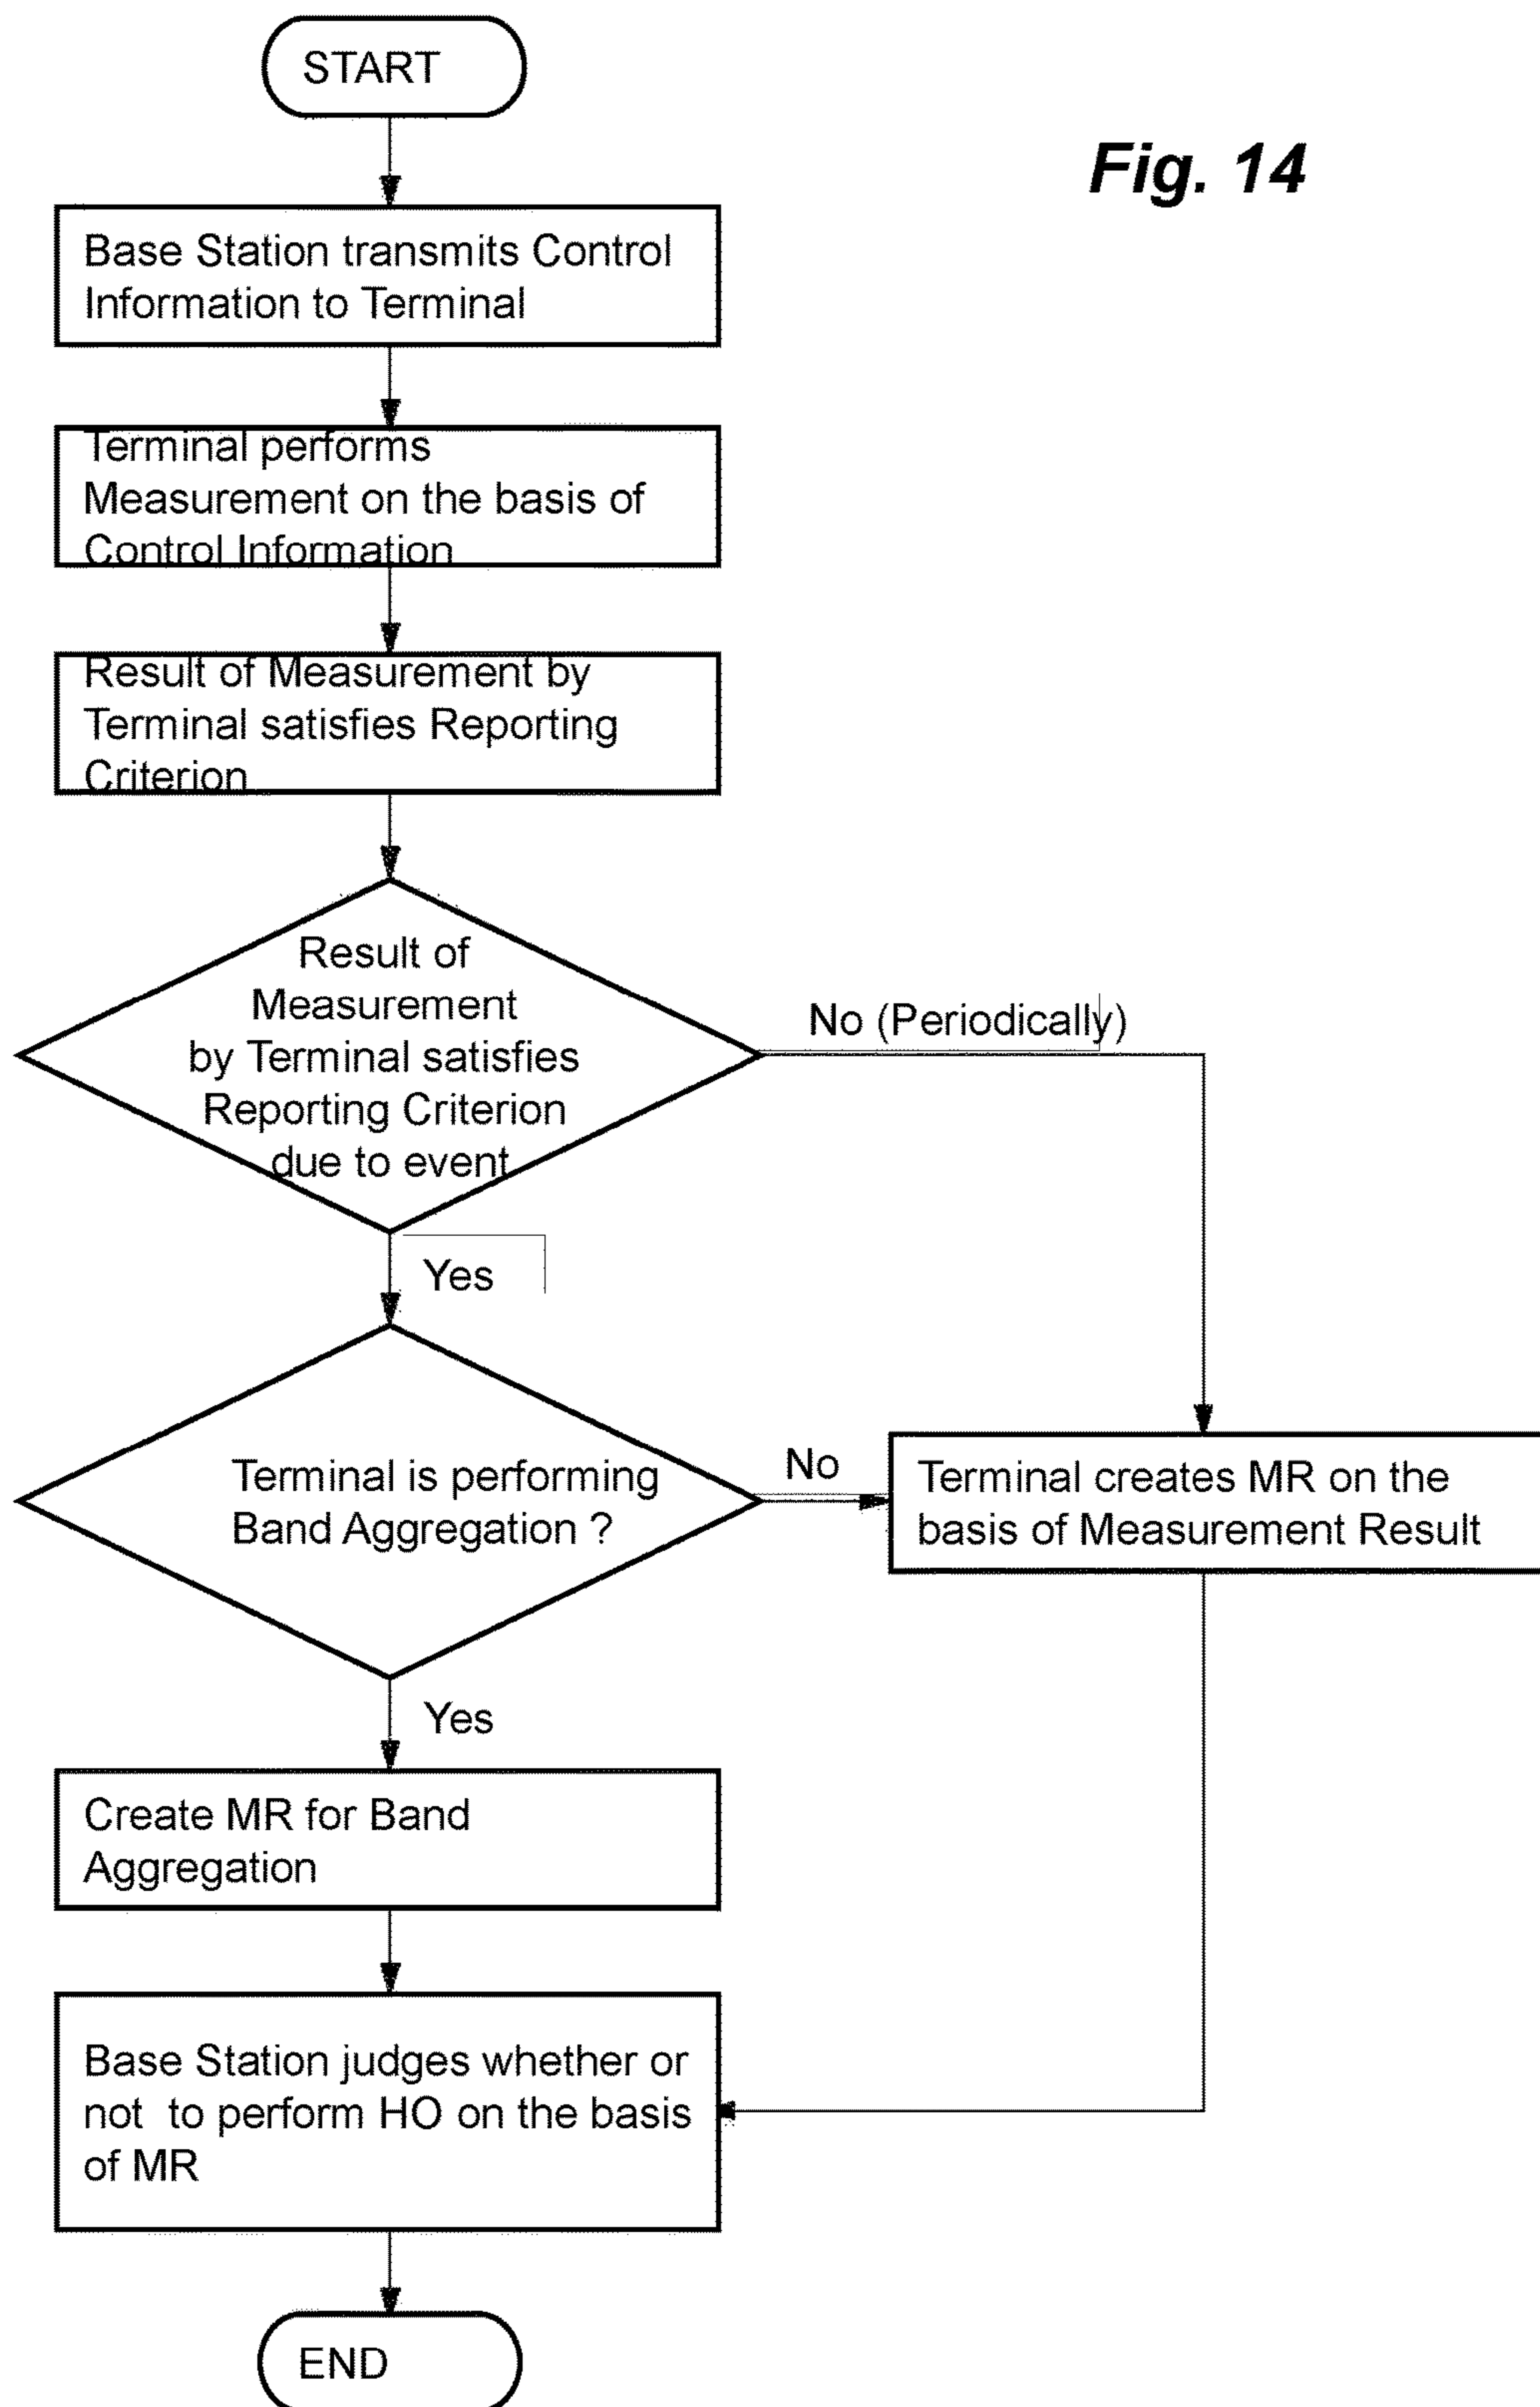 START
Fig. 14
Base Station transmits Control
Information to Terminal
Terminal performs
Measurement on the basis of
Control Information
Result of Measurement by
Terminal satisfies Reporting
Criterion
Result of
Measurement
by Terminal satisfies
Reporting Criterion
due to event
No (Periodically)
Yes
Terminal is performing
Band Aggregation ?
No
Terminal creates MR on the
basis of Measurement Result
Yes
Create MR for Band
Aggregation
Base Station judges whether or
not to perform HO on the basis
of MR
END